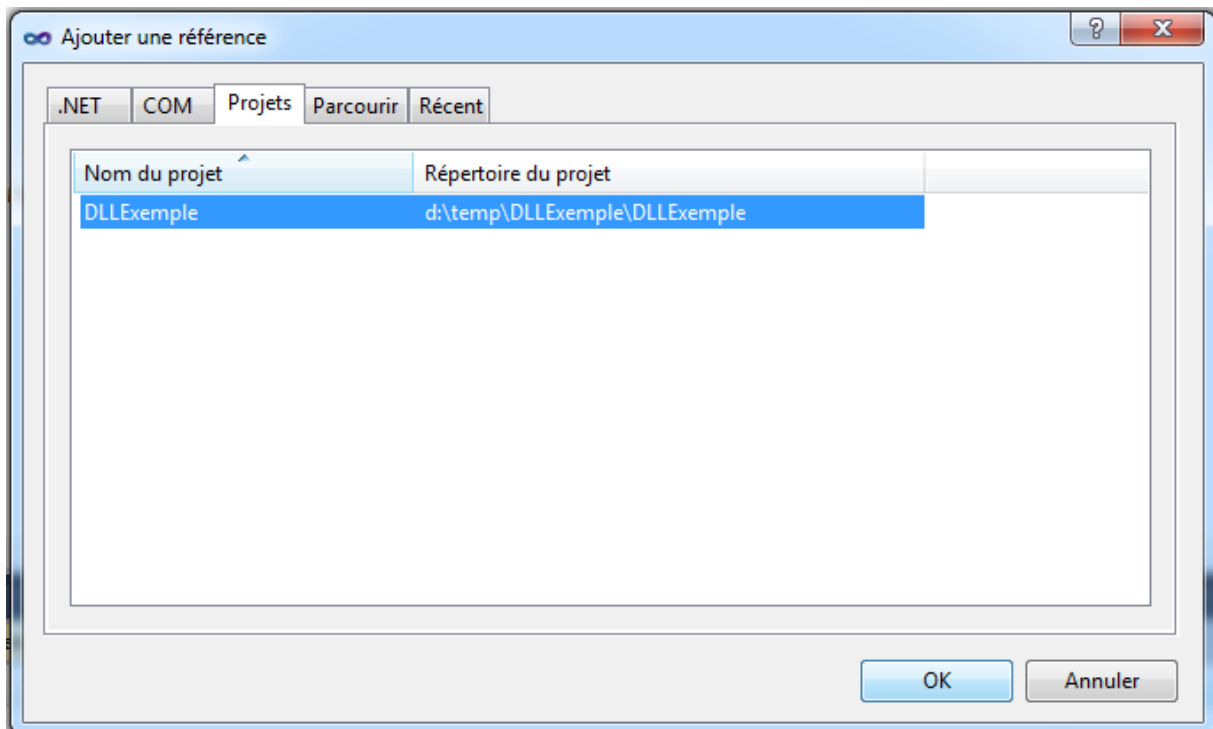 Ajouter une référence
.NET COM Projets Parcourir Récent
Nom du projet Répertoire du projet
DLLExemple d:\temp\DLLExemple\DLLExemple
OK Annuler